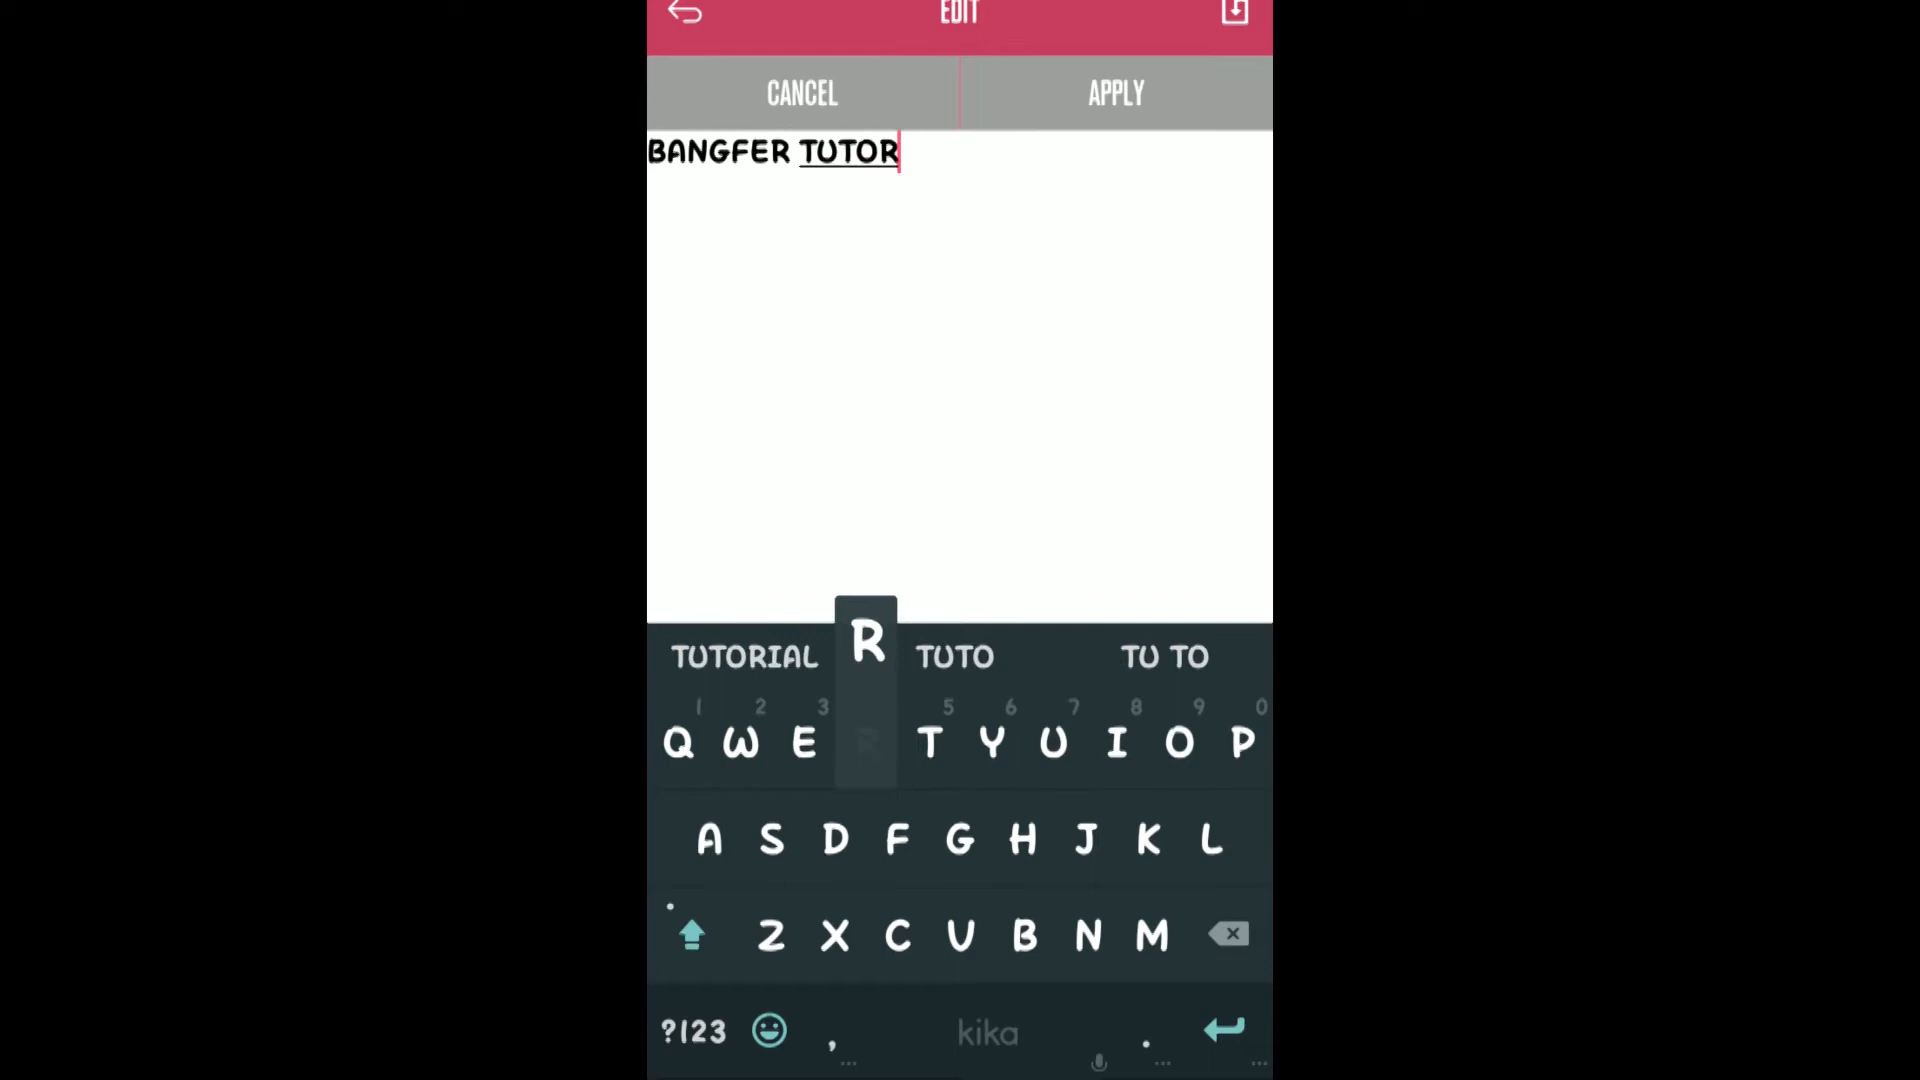 EDIT
CANCEL APPLY
BANGFER TUTOR
R
TUTORIAL TUTO TU TO
1 2 3 5 6 7 8 9 0
Q W E R T Y U I O P
A S D F G H J K L
Z X C V B N M
?123 , kika .